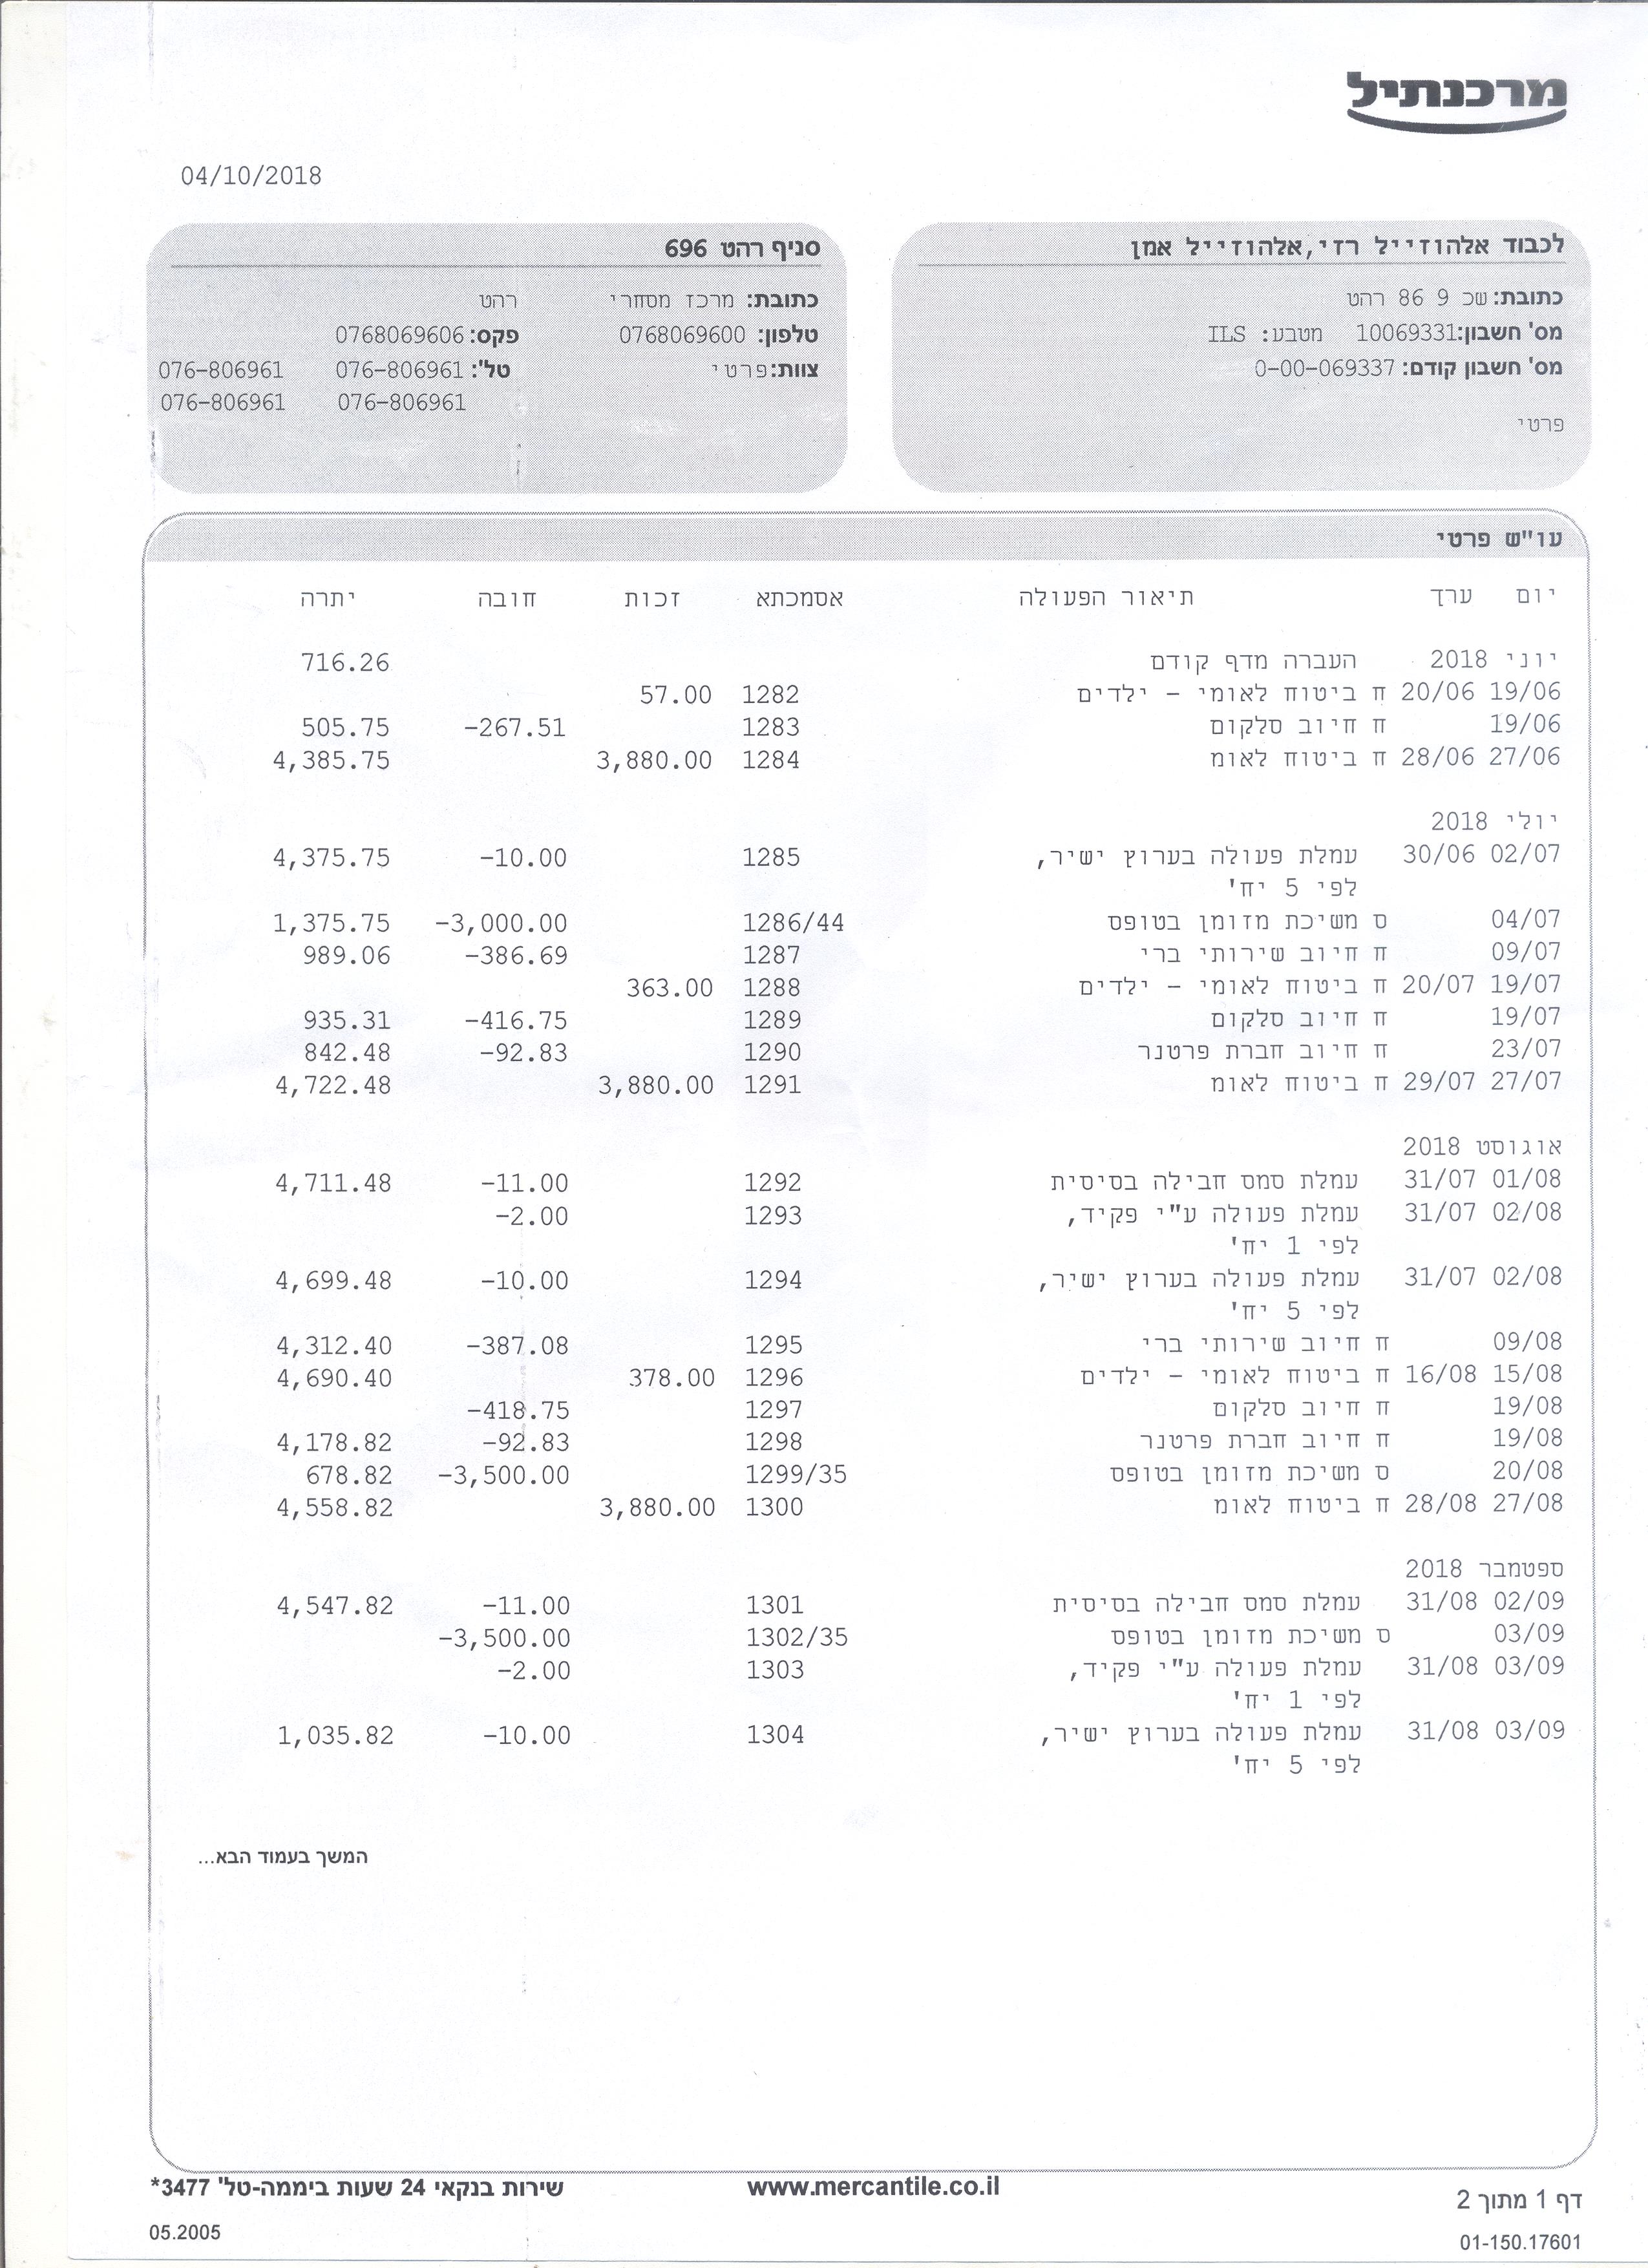 מרכנתיל
04/10/2018
לכבוד אלהוזייל רזי,אלהוזייל אמן
כתובת: שכ 9 86 רהט
מס' חשבון: 10069331 מטבע: ILS
מס' חשבון קודם: 0-00-069337
פרטי
סניף רהט 696
כתובת: מרכז מסחרי רהט
טלפון: 0768069600 פקס: 0768069606
צוות: פרטי טל': 076-806961 076-806961
076-806961 076-806961
עו"ש פרטי
יום ערך תיאור הפעולה אסמכתא זכות חובה יתרה
יוני 2018 העברה מדף קודם 716.26
19/06 20/06 ח ביטוח לאומי - ילדים 1282 57.00
19/06 ח חיוב סלקום 1283 -267.51 505.75
27/06 28/06 ח ביטוח לאומ 1284 3,880.00 4,385.75
יולי 2018
02/07 30/06 עמלת פעולה בערוץ ישיר, 1285 -10.00 4,375.75
לפי 5 יח'
04/07 ס משיכת מזומן בטופס 1286/44 -3,000.00 1,375.75
09/07 ח חיוב שירותי ברי 1287 -386.69 989.06
19/07 20/07 ח ביטוח לאומי - ילדים 1288 363.00
19/07 ח חיוב סלקום 1289 -416.75 935.31
23/07 ח חיוב חברת פרטנר 1290 -92.83 842.48
27/07 29/07 ח ביטוח לאומ 1291 3,880.00 4,722.48
אוגוסט 2018
01/08 31/07 עמלת סמס חבילה בסיסית 1292 -11.00 4,711.48
02/08 31/07 עמלת פעולה ע"י פקיד, 1293 -2.00
לפי 1 יח'
02/08 31/07 עמלת פעולה בערוץ ישיר, 1294 -10.00 4,699.48
לפי 5 יח'
09/08 ח חיוב שירותי ברי 1295 -387.08 4,312.40
15/08 16/08 ח ביטוח לאומי - ילדים 1296 378.00 4,690.40
19/08 ח חיוב סלקום 1297 -418.75
19/08 ח חיוב חברת פרטנר 1298 -92.83 4,178.82
20/08 ס משיכת מזומן בטופס 1299/35 -3,500.00 678.82
27/08 28/08 ח ביטוח לאומ 1300 3,880.00 4,558.82
ספטמבר 2018
02/09 31/08 עמלת סמס חבילה בסיסית 1301 -11.00 4,547.82
03/09 ס משיכת מזומן בטופס 1302/35 -3,500.00
03/09 31/08 עמלת פעולה ע"י פקיד, 1303 -2.00
לפי 1 יח'
03/09 31/08 עמלת פעולה בערוץ ישיר, 1304 -10.00 1,035.82
לפי 5 יח'
המשך בעמוד הבא...
דף 1 מתוך 2 www.mercantile.co.il שירות בנקאי 24 שעות ביממה-טל' 3477*
01-150.17601 05.2005